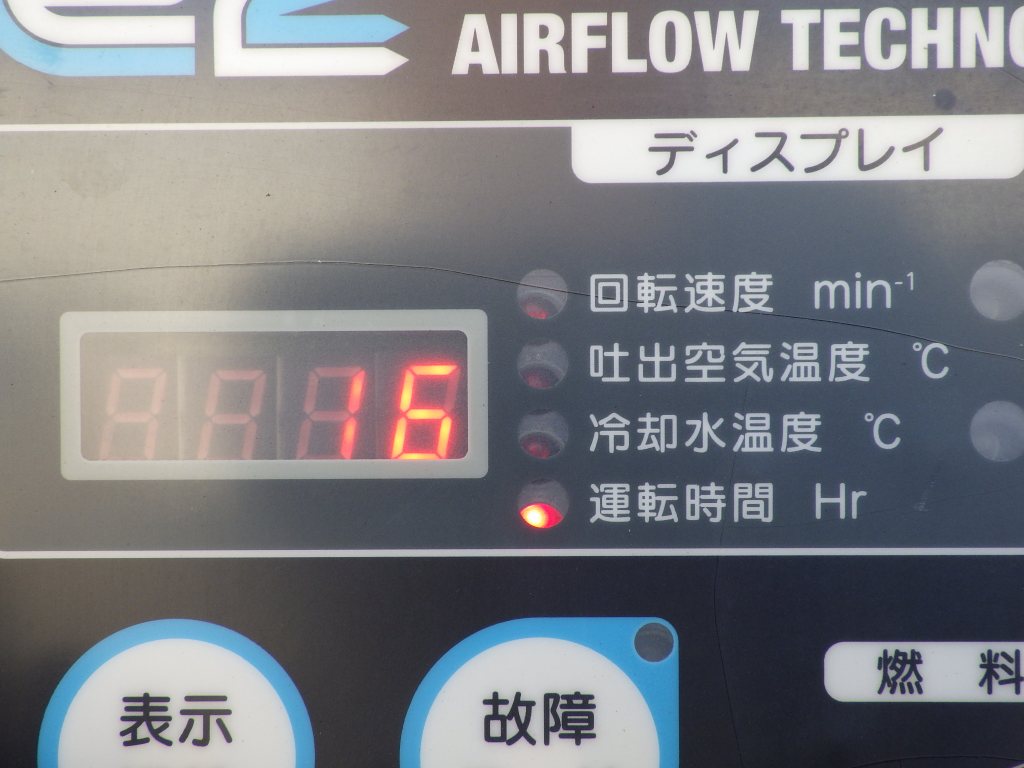 AIRFLOW TECHNO
ディスプレイ
回転速度 min⁻¹
吐出空気温度 ℃
冷却水温度 ℃
運転時間 Hr
16
表示
故障
燃料